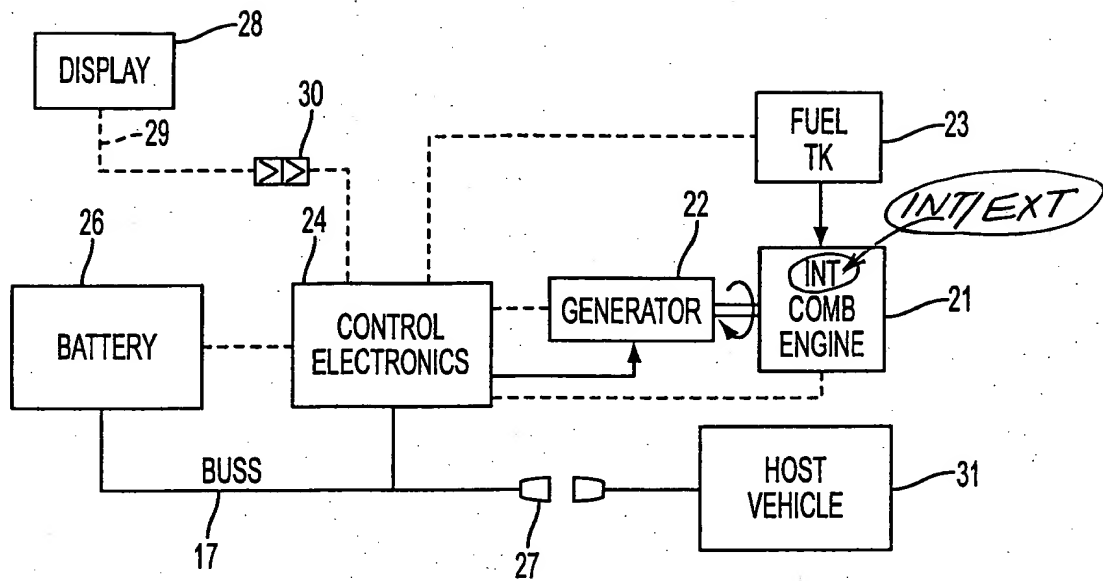 28
DISPLAY
30
29
FUEL
TK
23
INT/EXT
26
24
22
BATTERY
CONTROL
ELECTRONICS
GENERATOR
INT
COMB
ENGINE
21
BUSS
17
27
HOST
VEHICLE
31